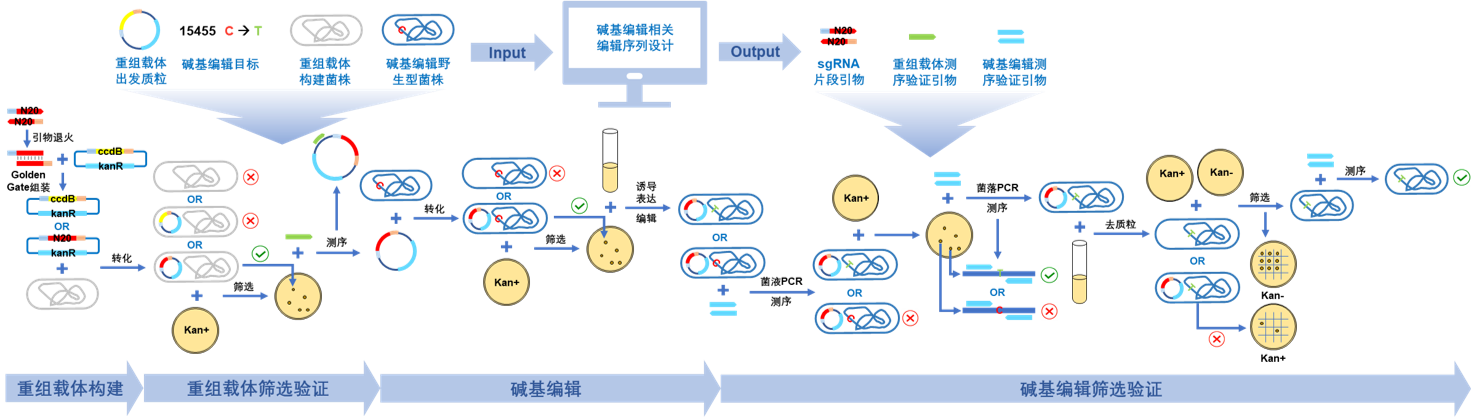 15455 C → T
重组载体
出发质粒
碱基编辑目标
重组载体
构建菌株
碱基编辑野
生型菌株
Input
碱基编辑相关
编辑序列设计
Output
N20
N20
sgRNA
片段引物
重组载体测
序验证引物
碱基编辑测
序验证引物
N20
N20
引物退火
Golden
Gate组装
ccdB
kanR
ccdB
kanR
OR
N20
kanR
转化
OR
OR
筛选
Kan+
测序
C
转化
C
OR
C
筛选
Kan+
诱导
表达
编辑
T
OR
C
菌液PCR
测序
Kan+
T
OR
C
菌落PCR
测序
T
OR
C
T
去质粒
Kan+
Kan-
T
OR
T
筛选
Kan-
Kan+
测序
T
T
重组载体构建
重组载体筛选验证
碱基编辑
碱基编辑筛选验证